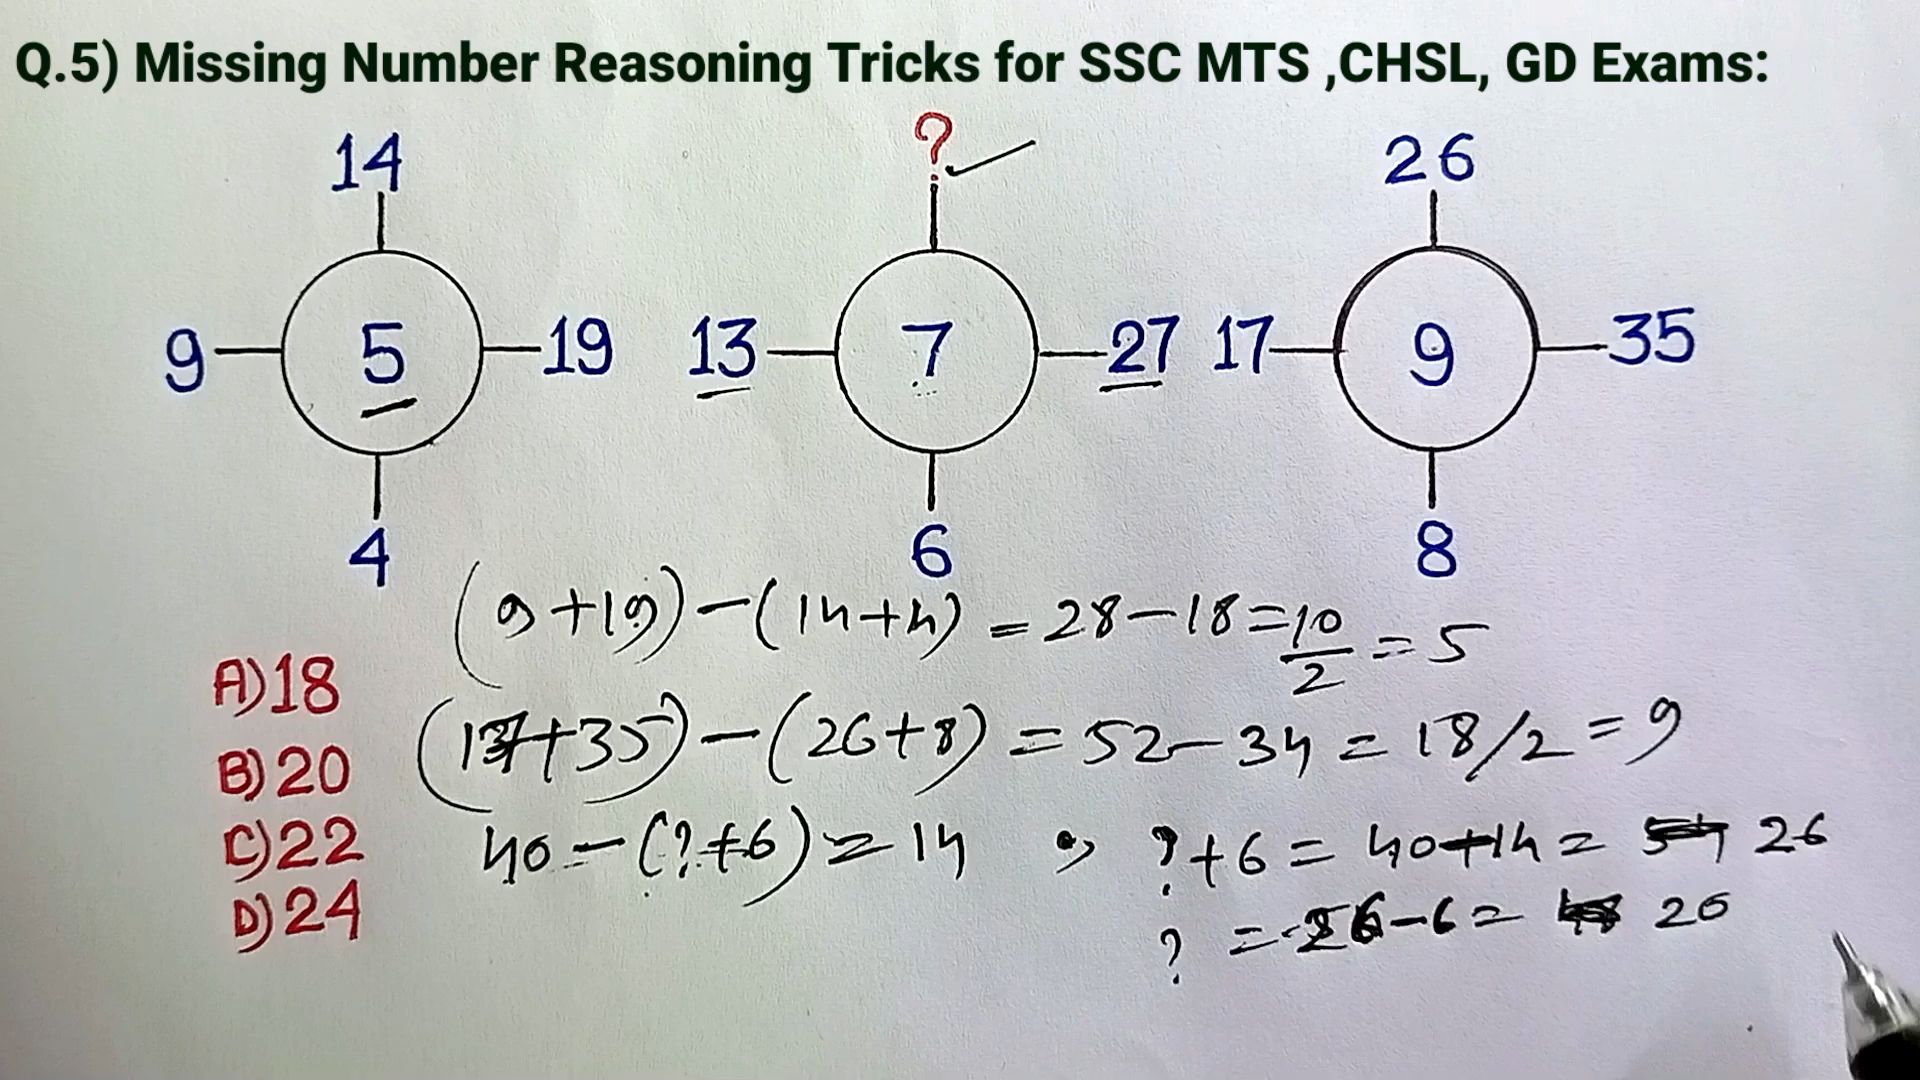 Q.5) Missing Number Reasoning Tricks for SSC MTS ,CHSL, GD Exams:
14 ? 26
9 5 19 13 7 27 17 9 35
4 6 8
(9+19)-(14+4) = 28-18=10/2 = 5
A)18
(17+35)-(26+8) = 52-34 = 18/2 = 9
B)20
40-(?+6) = 14 ?+6 = 40-14 = 26
C)22
? = 26-6 = 20
D)24